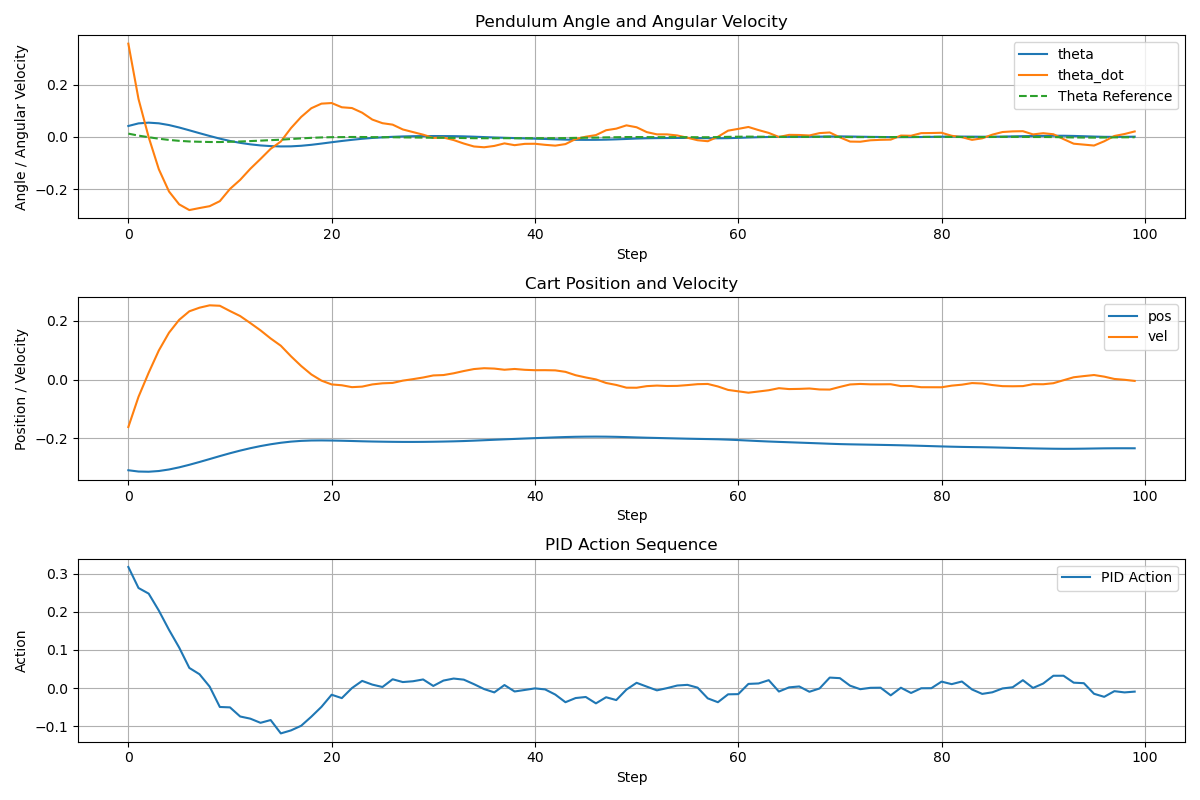 Pendulum Angle and Angular Velocity
Angle / Angular Velocity
0.2
0.0
−0.2
theta
theta_dot
Theta Reference
0 20 40 60 80 100
Step
Cart Position and Velocity
Position / Velocity
0.2
0.0
−0.2
pos
vel
0 20 40 60 80 100
Step
PID Action Sequence
Action
0.3
0.2
0.1
0.0
−0.1
PID Action
0 20 40 60 80 100
Step